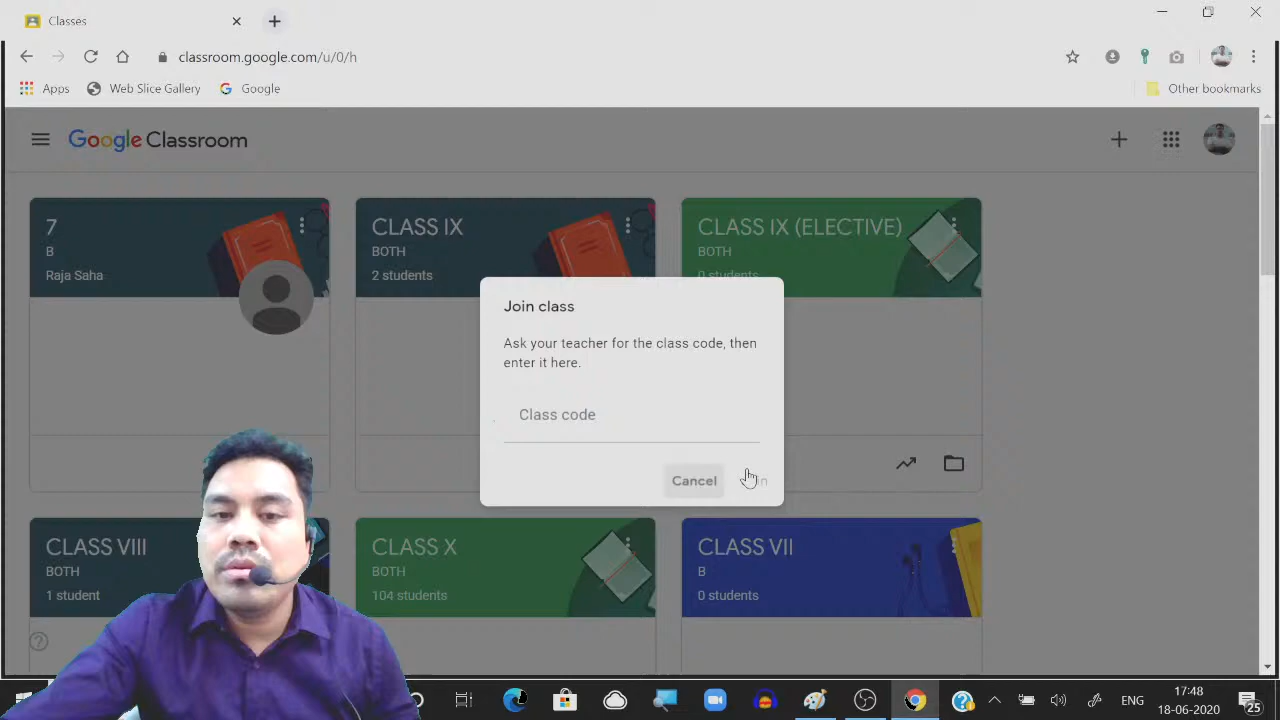 Classes
classroom.google.com/u/0/h
Apps
Web Slice Gallery
Google
Other bookmarks
Google Classroom
7
B
Raja Saha
CLASS IX
BOTH
2 students
CLASS IX (ELECTIVE)
BOTH
0 students
Join class
Ask your teacher for the class code, then
enter it here.
Class code
Cancel
CLASS VIII
BOTH
1 student
CLASS X
BOTH
104 students
CLASS VII
B
0 students
ENG
17:48
18-06-2020
25